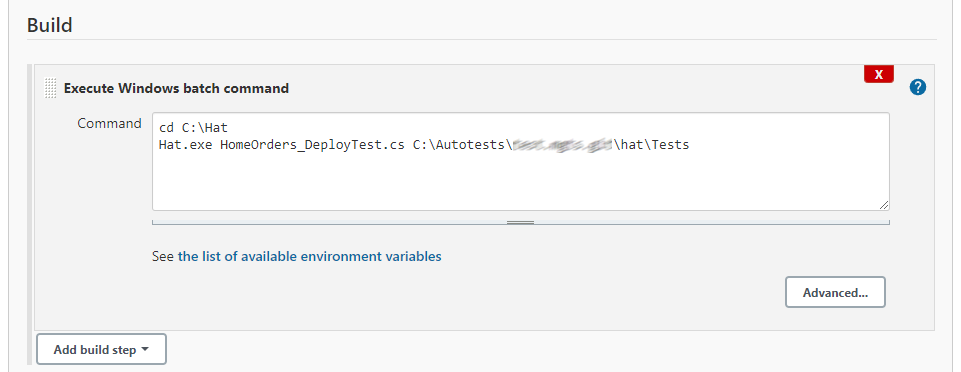 Build
X
Execute Windows batch command
?
Command
cd C:\Hat
Hat.exe HomeOrders_DeployTest.cs C:\Autotests\ \hat\Tests
See the list of available environment variables
Advanced...
Add build step